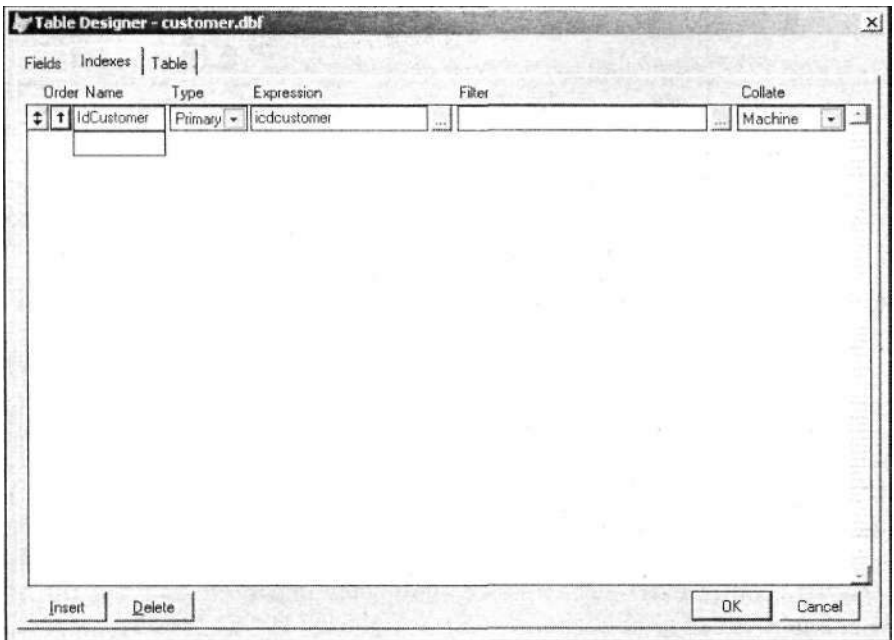 Table Designer - customer.dbf
Fields Indexes Table
Order Name Type Expression Filter Collate
IdCustomer Primary icdcustomer ... ... Machine
Insert Delete OK Cancel